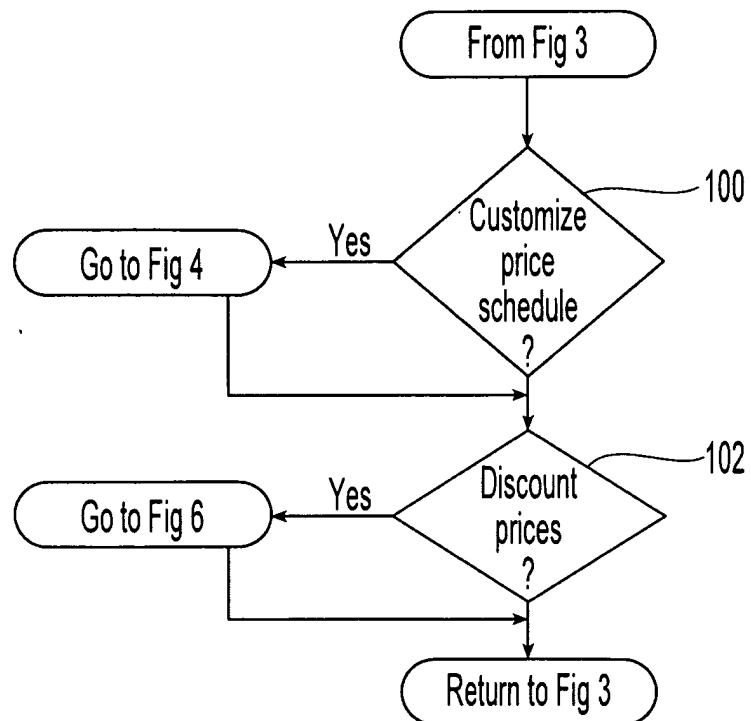 From Fig 3
100
Customize
price
schedule
?
Yes
Go to Fig 4
102
Discount
prices
?
Yes
Go to Fig 6
Return to Fig 3